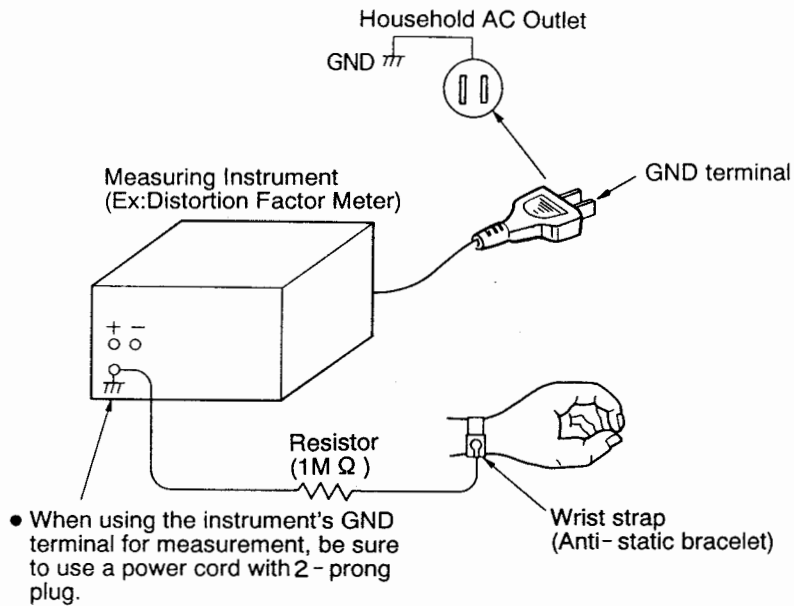 Household AC Outlet
GND
GND terminal
Measuring Instrument
(Ex:Distortion Factor Meter)
+ −
Resistor
(1M Ω )
Wrist strap
(Anti-static bracelet)
● When using the instrument's GND
terminal for measurement, be sure
to use a power cord with 2-prong
plug.